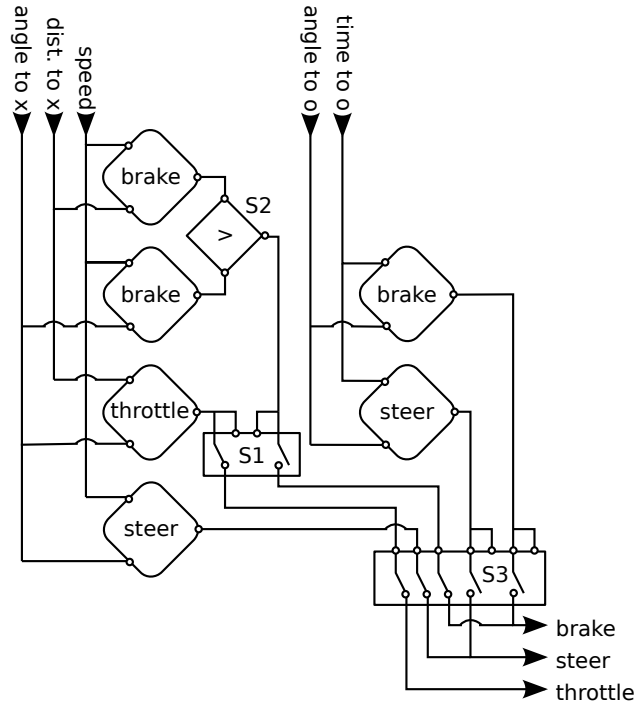 angle to x
dist. to x
speed
angle to o
time to o
brake
S2
>
brake
brake
throttle
steer
S1
steer
S3
brake
steer
throttle